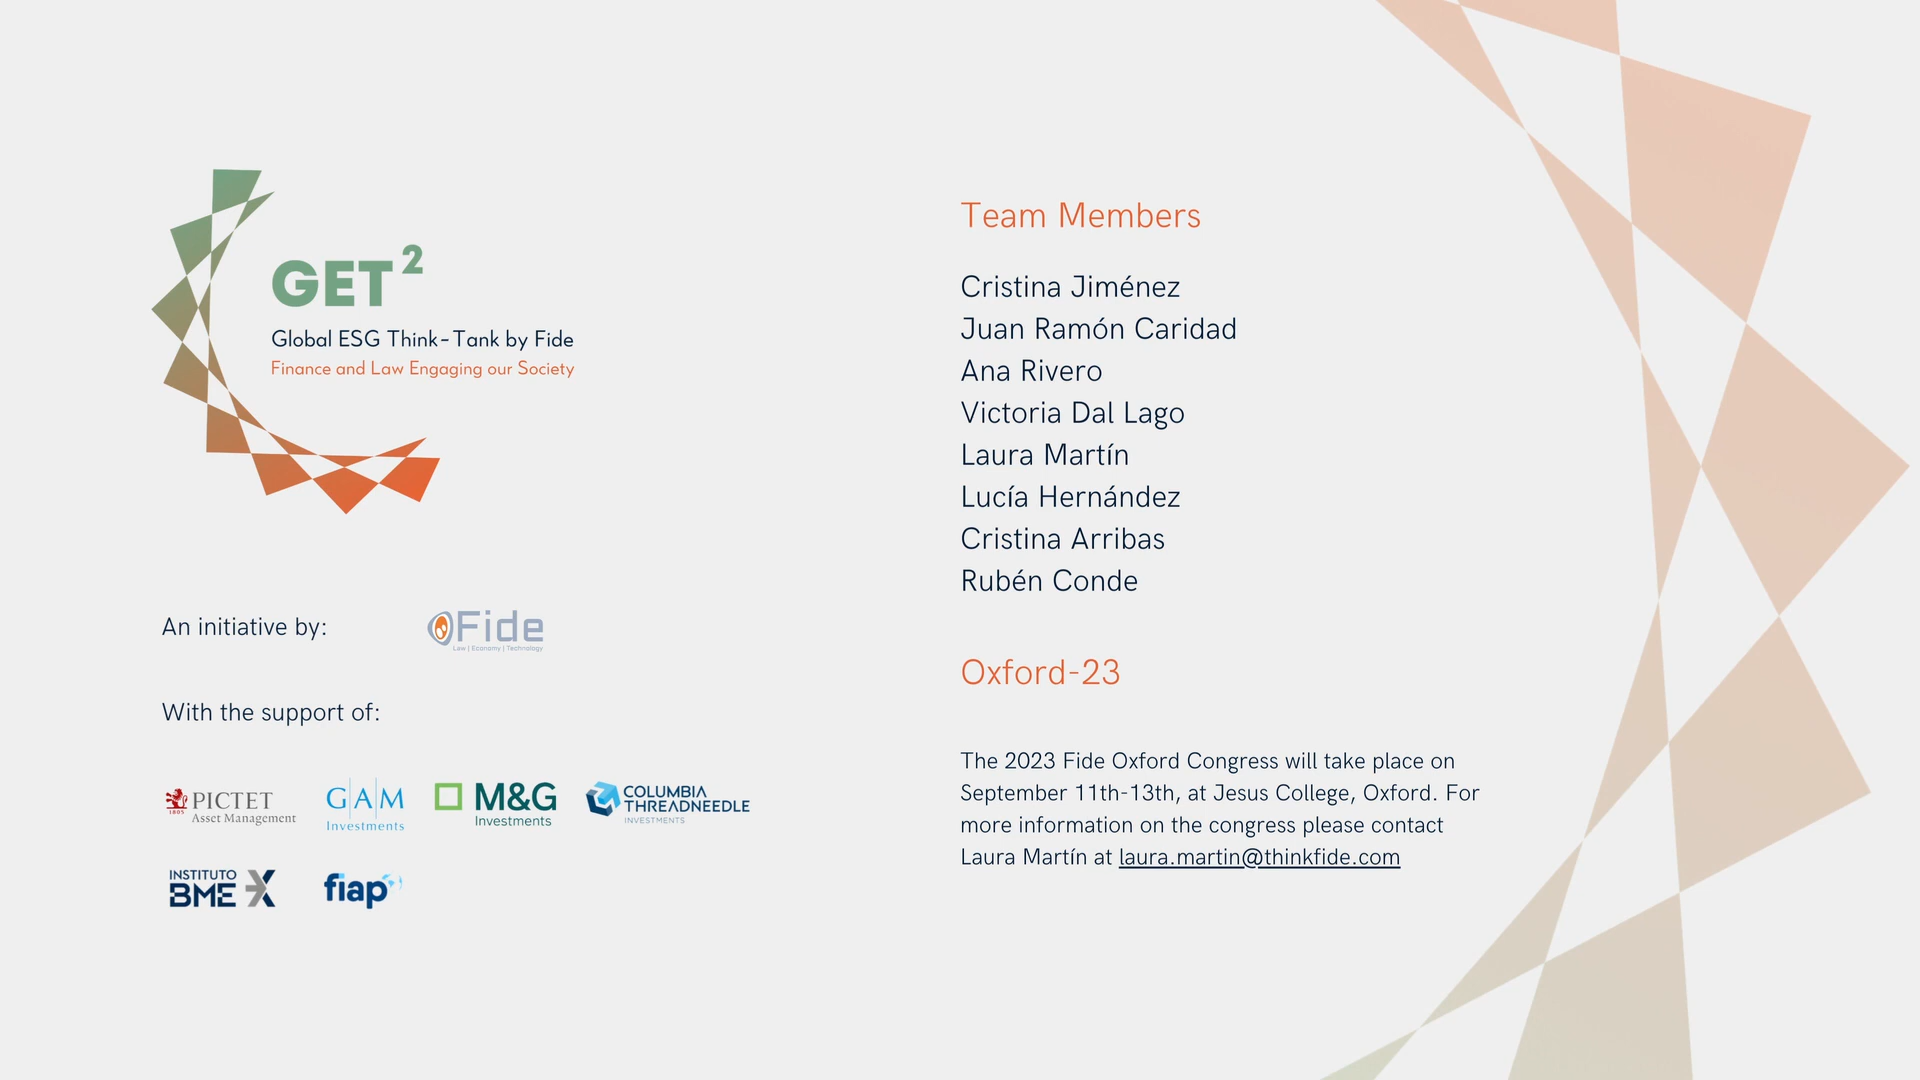 GET²
Global ESG Think-Tank by Fide
Finance and Law Engaging our Society
An initiative by:
Fide
Law | Economy | Technology
With the support of:
1805
PICTET
Asset Management
GAM
Investments
M&G
Investments
COLUMBIA
THREADNEEDLE
INVESTMENTS
INSTITUTO
BME X
fiap
Team Members
Cristina Jiménez
Juan Ramón Caridad
Ana Rivero
Victoria Dal Lago
Laura Martín
Lucía Hernández
Cristina Arribas
Rubén Conde
Oxford-23
The 2023 Fide Oxford Congress will take place on
September 11th-13th, at Jesus College, Oxford. For
more information on the congress please contact
Laura Martín at laura.martin@thinkfide.com